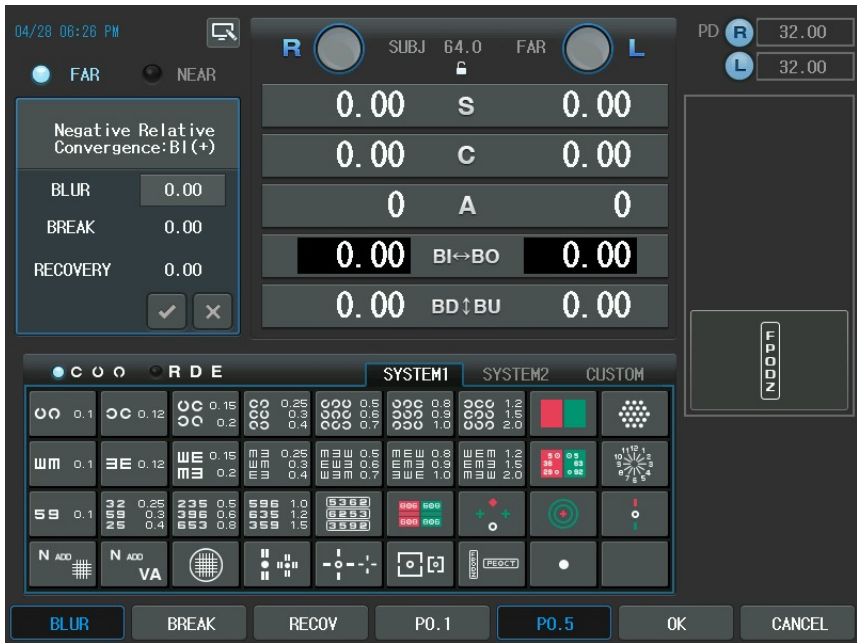 04/28 06:26 PM
FAR NEAR
Negative Relative
Convergence:BI(+)
BLUR 0.00
BREAK 0.00
RECOVERY 0.00
R SUBJ 64.0 FAR L
0.00 S 0.00
0.00 C 0.00
0 A 0
0.00 BI↔BO 0.00
0.00 BD↕BU 0.00
PD R 32.00
L 32.00
F
P
O
D
Z
C R D E
SYSTEM1 SYSTEM2 CUSTOM
0.1
0.12
0.15
0.2
0.25
0.3
0.4
0.5
0.6
0.7
0.8
0.9
1.0
1.2
1.5
2.0
0.1
0.12
0.15
0.2
0.25
0.3
0.4
0.5
0.6
0.7
0.8
0.9
1.0
1.2
1.5
2.0
59 0.1
32 0.25
59 0.3
25 0.4
235 0.5
396 0.6
653 0.8
596 1.0
635 1.2
359 1.5
5362
6253
3592
N ADD
N ADD
VA
PEOCT
BLUR BREAK RECOV P0.1 P0.5 OK CANCEL